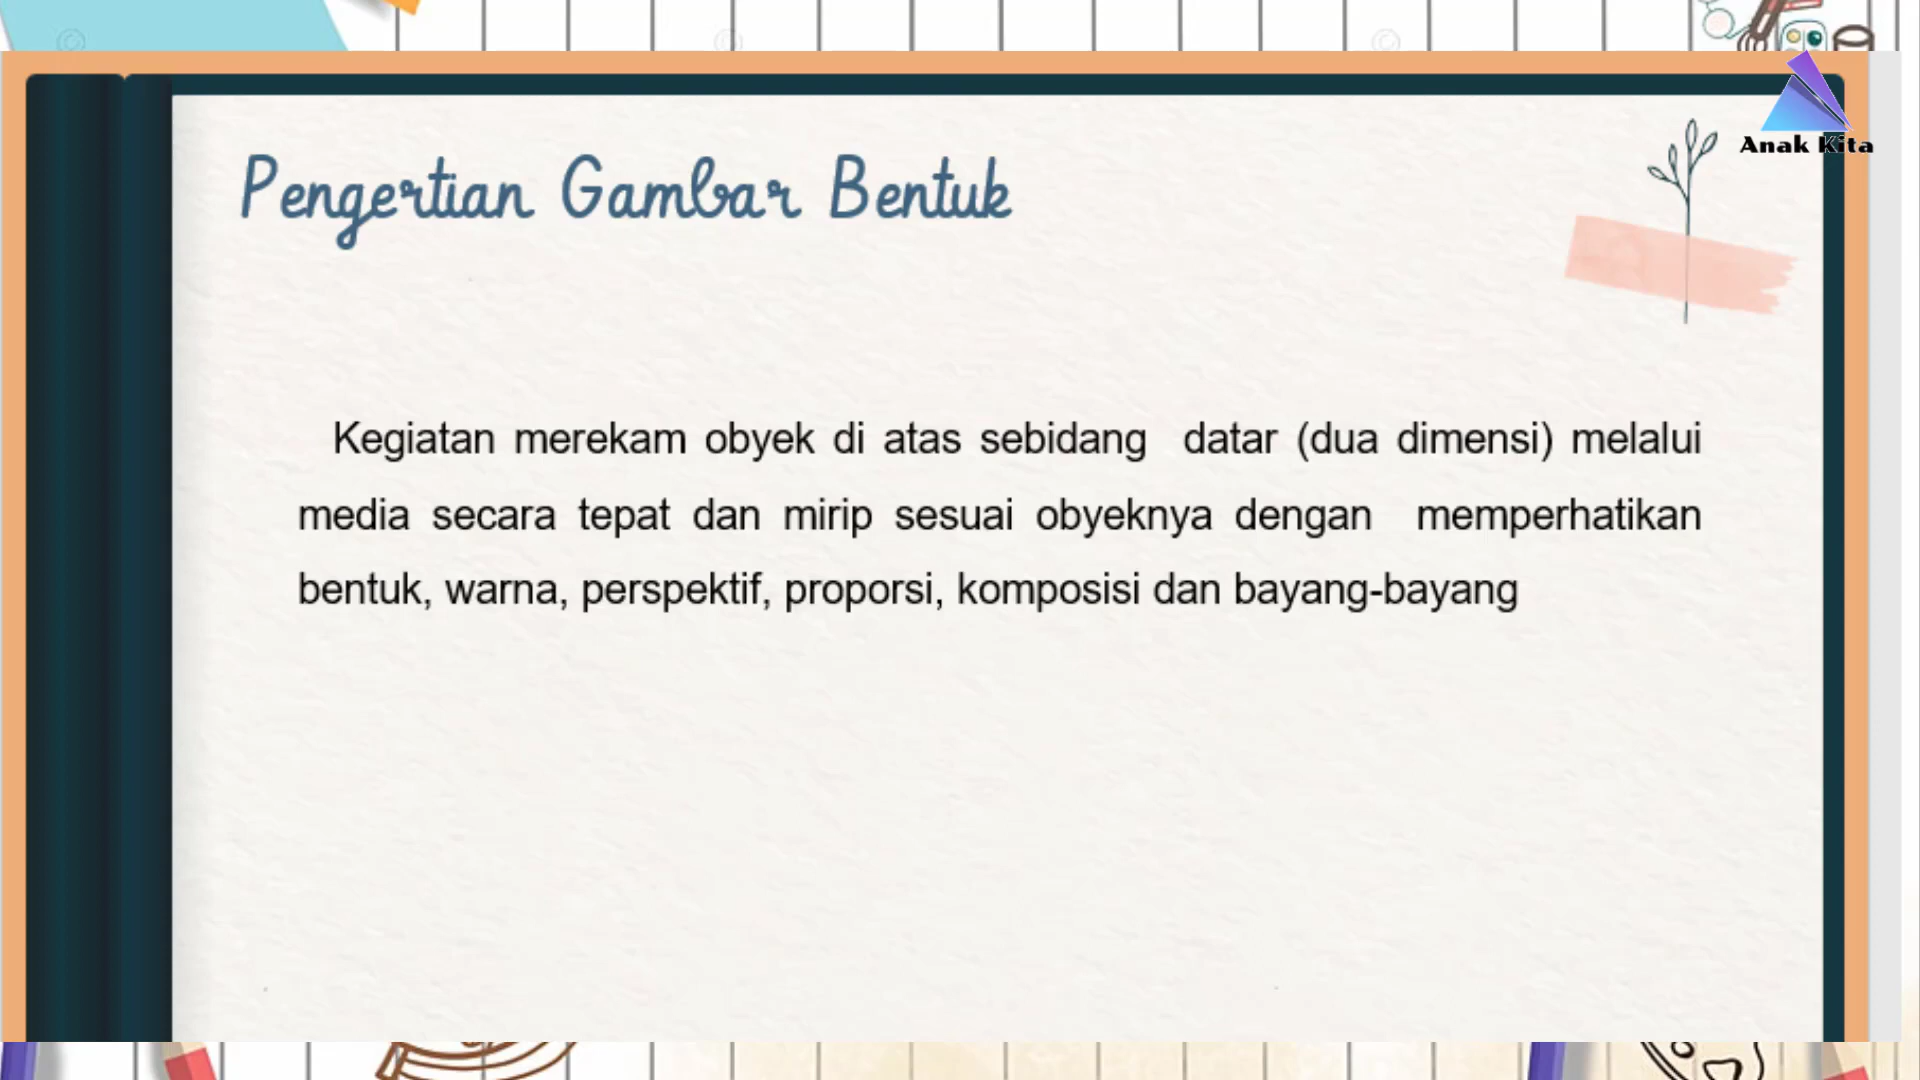 Anak Kita
Pengertian Gambar Bentuk
Kegiatan merekam obyek di atas sebidang datar (dua dimensi) melalui
media secara tepat dan mirip sesuai obyeknya dengan memperhatikan
bentuk, warna, perspektif, proporsi, komposisi dan bayang-bayang